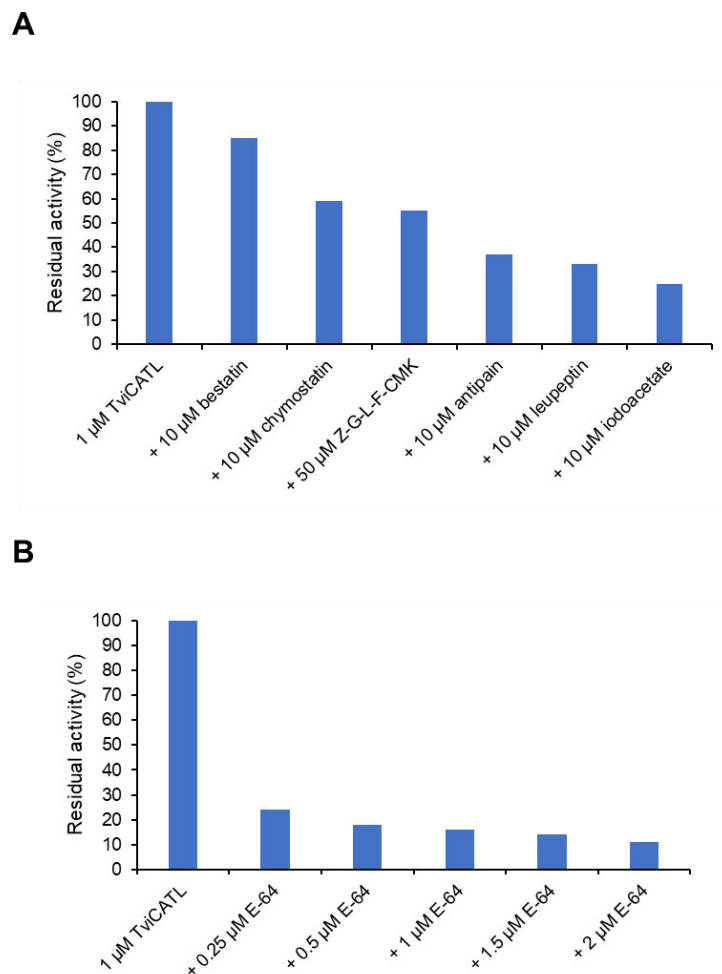 A
Residual activity (%)
100
90
80
70
60
50
40
30
20
10
0
1 µM TviCATL
+ 10 µM bestatin
+ 10 µM chymostatin
+ 50 µM Z-G-L-F-CMK
+ 10 µM antipain
+ 10 µM leupeptin
+ 10 µM iodoacetate
B
Residual activity (%)
100
90
80
70
60
50
40
30
20
10
0
1 µM TviCATL
+ 0.25 µM E-64
+ 0.5 µM E-64
+ 1 µM E-64
+ 1.5 µM E-64
+ 2 µM E-64